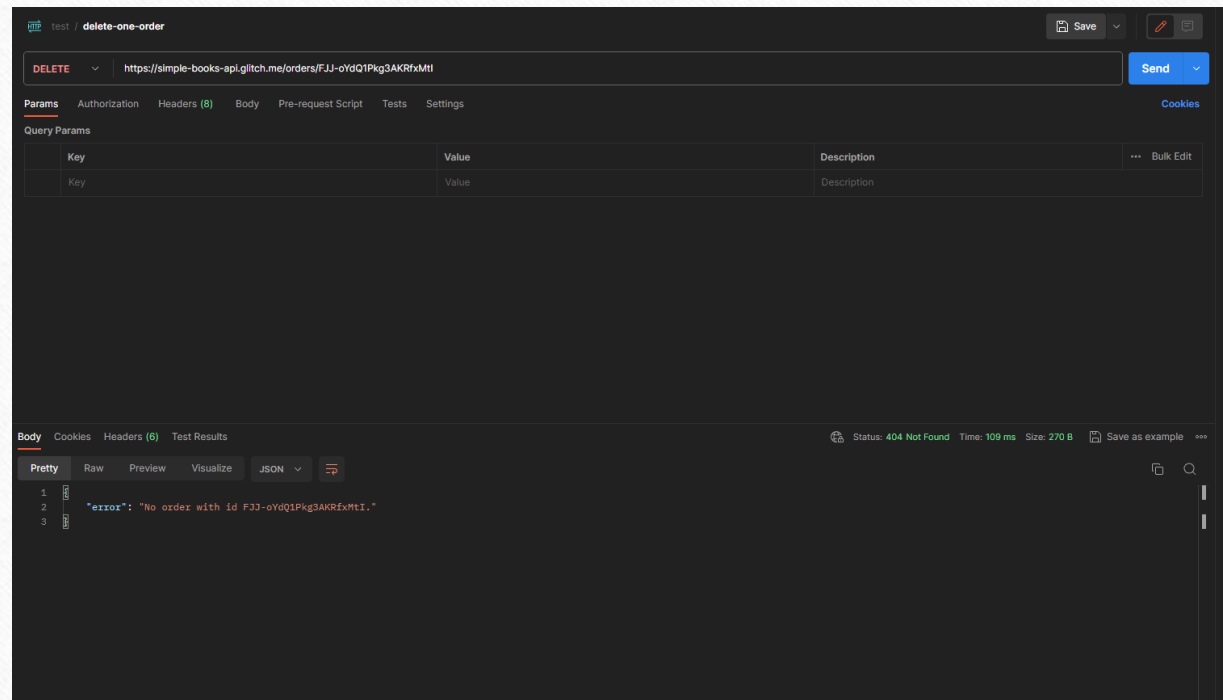 HTTP test / delete-one-order Save
DELETE https://simple-books-api.glitch.me/orders/FJJ-oYdQ1Pkg3AKRfxMtI Send
Params Authorization Headers (8) Body Pre-request Script Tests Settings Cookies
Query Params
Key Value Description ••• Bulk Edit
Key Value Description
Body Cookies Headers (6) Test Results Status: 404 Not Found Time: 109 ms Size: 270 B Save as example
Pretty Raw Preview Visualize JSON
1 {
2 "error": "No order with id FJJ-oYdQ1Pkg3AKRfxMtI."
3 }